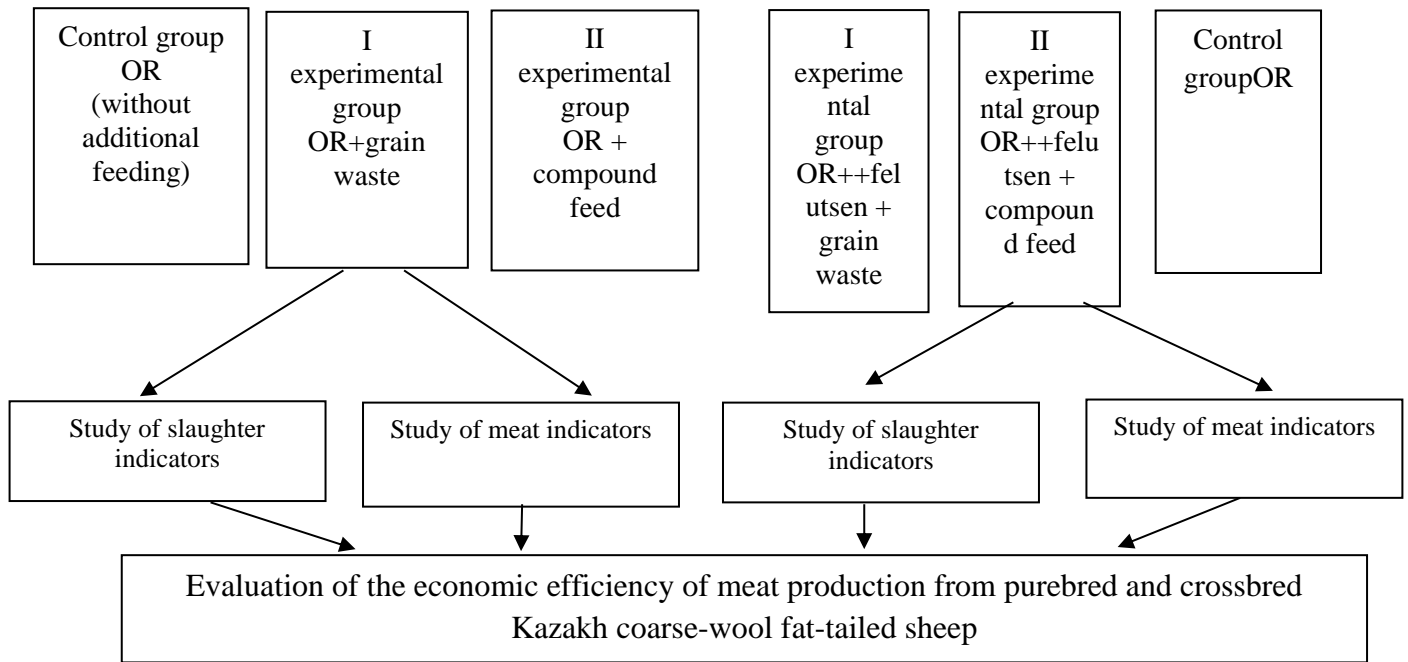 Control group
OR
(without
additional
feeding)
I
experimental
group
OR+grain
waste
II
experimental
group
OR +
compound
feed
I
experime
ntal
group
OR++fel
utsen +
grain
waste
II
experime
ntal group
OR++felu
tsen +
compoun
d feed
Control
groupOR
Study of slaughter
indicators
Study of meat indicators
Study of slaughter
indicators
Study of meat indicators
Evaluation of the economic efficiency of meat production from purebred and crossbred
Kazakh coarse-wool fat-tailed sheep